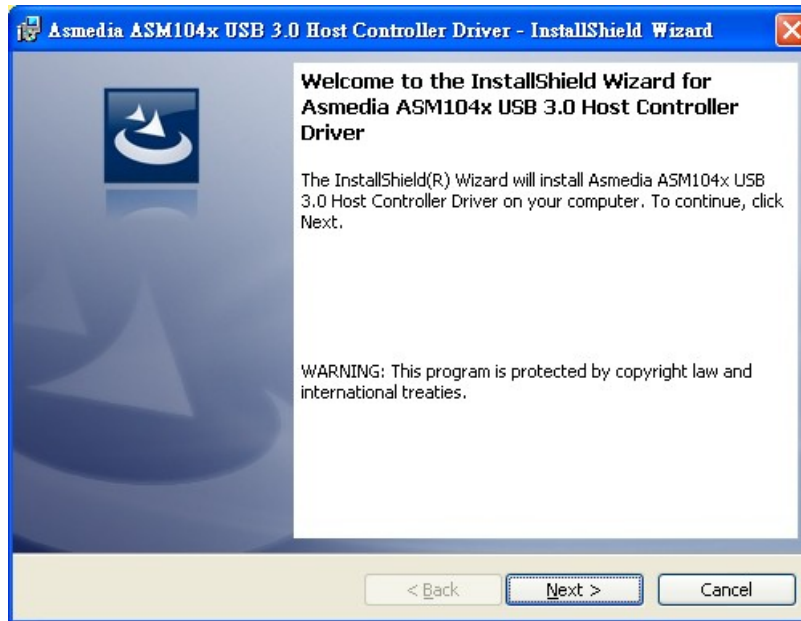 Asmedia ASM104x USB 3.0 Host Controller Driver - InstallShield Wizard
Welcome to the InstallShield Wizard for
Asmedia ASM104x USB 3.0 Host Controller
Driver
The InstallShield(R) Wizard will install Asmedia ASM104x USB
3.0 Host Controller Driver on your computer. To continue, click
Next.
WARNING: This program is protected by copyright law and
international treaties.
< Back
Next >
Cancel